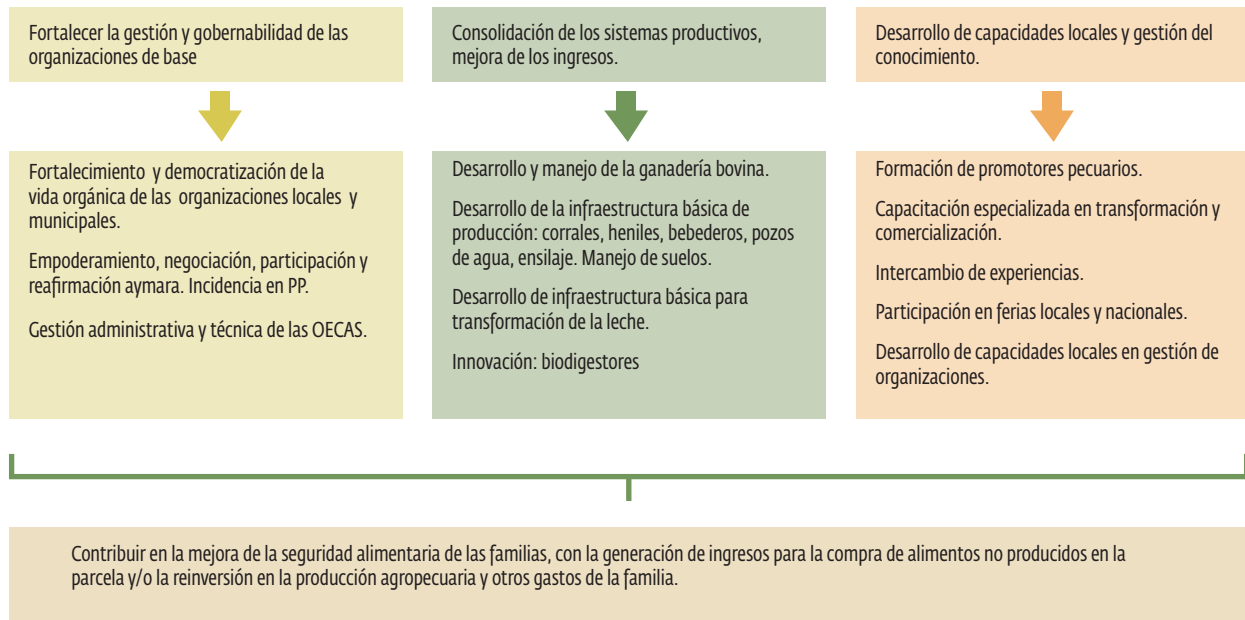 Fortalecer la gestión y gobernabilidad de las
organizaciones de base
Fortalecimiento y democratización de la
vida orgánica de las organizaciones locales y
municipales.
Empoderamiento, negociación, participación y
reafirmación aymara. Incidencia en PP.
Gestión administrativa y técnica de las OECAS.
Consolidación de los sistemas productivos,
mejora de los ingresos.
Desarrollo y manejo de la ganadería bovina.
Desarrollo de la infraestructura básica de
producción: corrales, heniles, bebederos, pozos
de agua, ensilaje. Manejo de suelos.
Desarrollo de infraestructura básica para
transformación de la leche.
Innovación: biodigestores
Desarrollo de capacidades locales y gestión del
conocimiento.
Formación de promotores pecuarios.
Capacitación especializada en transformación y
comercialización.
Intercambio de experiencias.
Participación en ferias locales y nacionales.
Desarrollo de capacidades locales en gestión de
organizaciones.
Contribuir en la mejora de la seguridad alimentaria de las familias, con la generación de ingresos para la compra de alimentos no producidos en la
parcela y/o la reinversión en la producción agropecuaria y otros gastos de la familia.